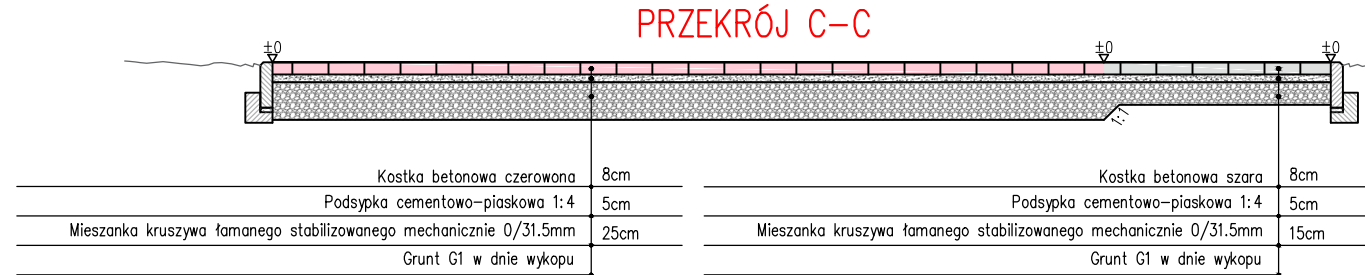 PRZEKRÓJ C-C
±0 ±0 ±0
1:1
Kostka betonowa czerowona 8cm
Podsypka cementowo-piaskowa 1:4 5cm
Mieszanka kruszywa łamanego stabilizowanego mechanicznie 0/31.5mm 25cm
Grunt G1 w dnie wykopu
Kostka betonowa szara 8cm
Podsypka cementowo-piaskowa 1:4 5cm
Mieszanka kruszywa łamanego stabilizowanego mechanicznie 0/31.5mm 15cm
Grunt G1 w dnie wykopu